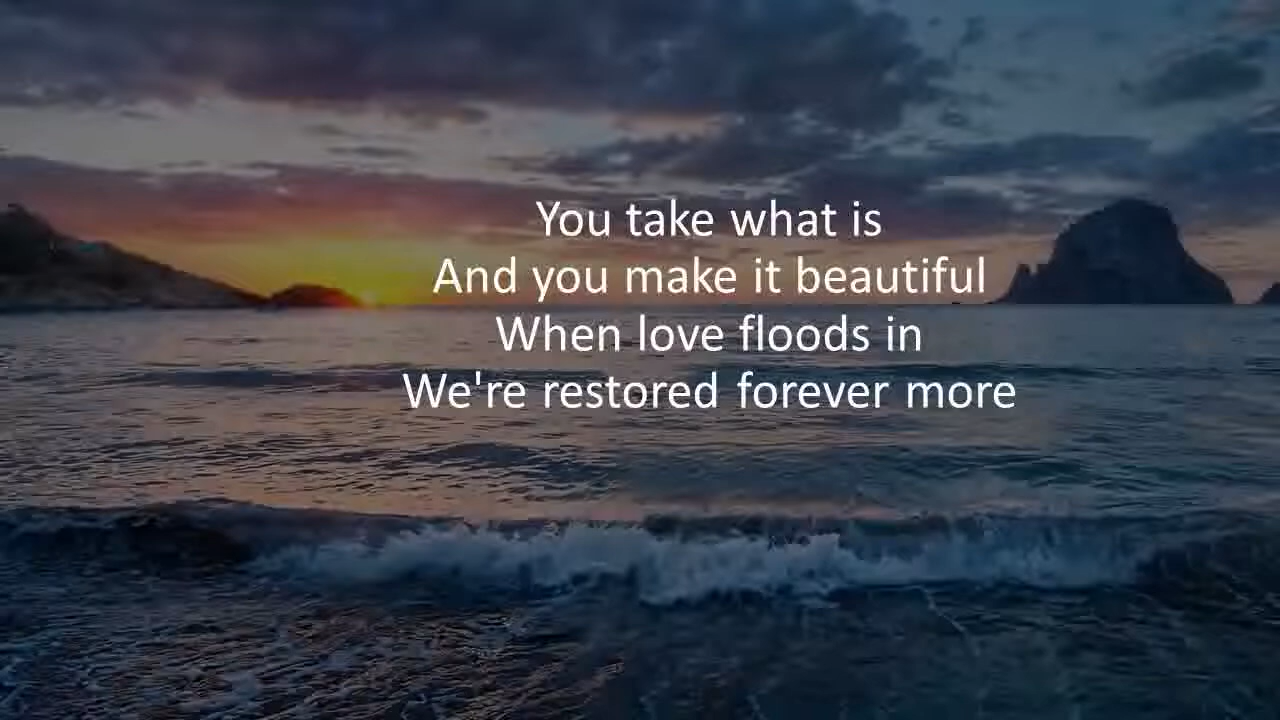 You take what is
And you make it beautiful
When love floods in
We're restored forever more